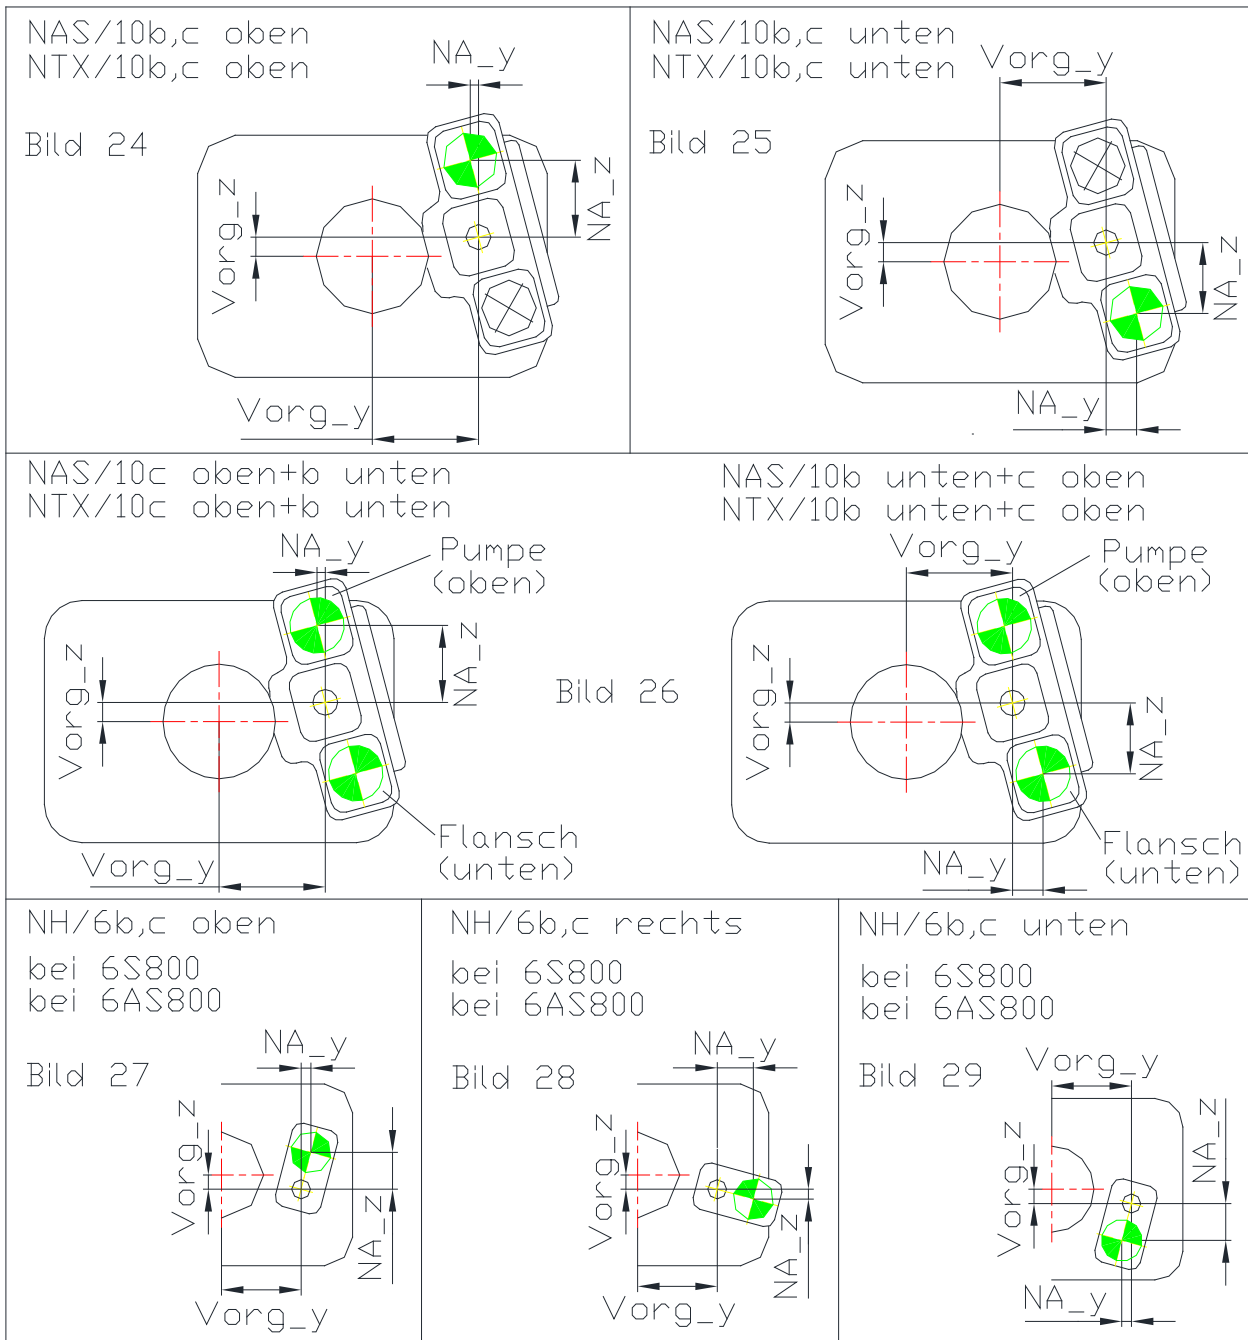 NAS/10b,c oben
NTX/10b,c oben
NA_y
Bild 24
NA_z
Vorg_z
Vorg_y
NAS/10b,c unten
NTX/10b,c unten
Vorg_y
Bild 25
Vorg_z
NA_z
NA_y
NAS/10c oben+b unten
NTX/10c oben+b unten
NA_y
Pumpe
(oben)
NA_z
Vorg_z
Flansch
(unten)
Vorg_y
Bild 26
NAS/10b unten+c oben
NTX/10b unten+c oben
Vorg_y
Pumpe
(oben)
Vorg_z
NA_z
Flansch
(unten)
NA_y
NH/6b,c oben
bei 6S800
bei 6AS800
NA_y
Bild 27
Vorg_z
NA_z
Vorg_y
NH/6b,c rechts
bei 6S800
bei 6AS800
NA_y
Bild 28
Vorg_z
NA_z
Vorg_y
NH/6b,c unten
bei 6S800
bei 6AS800
Vorg_y
Bild 29
NA_z
Vorg_z
NA_y